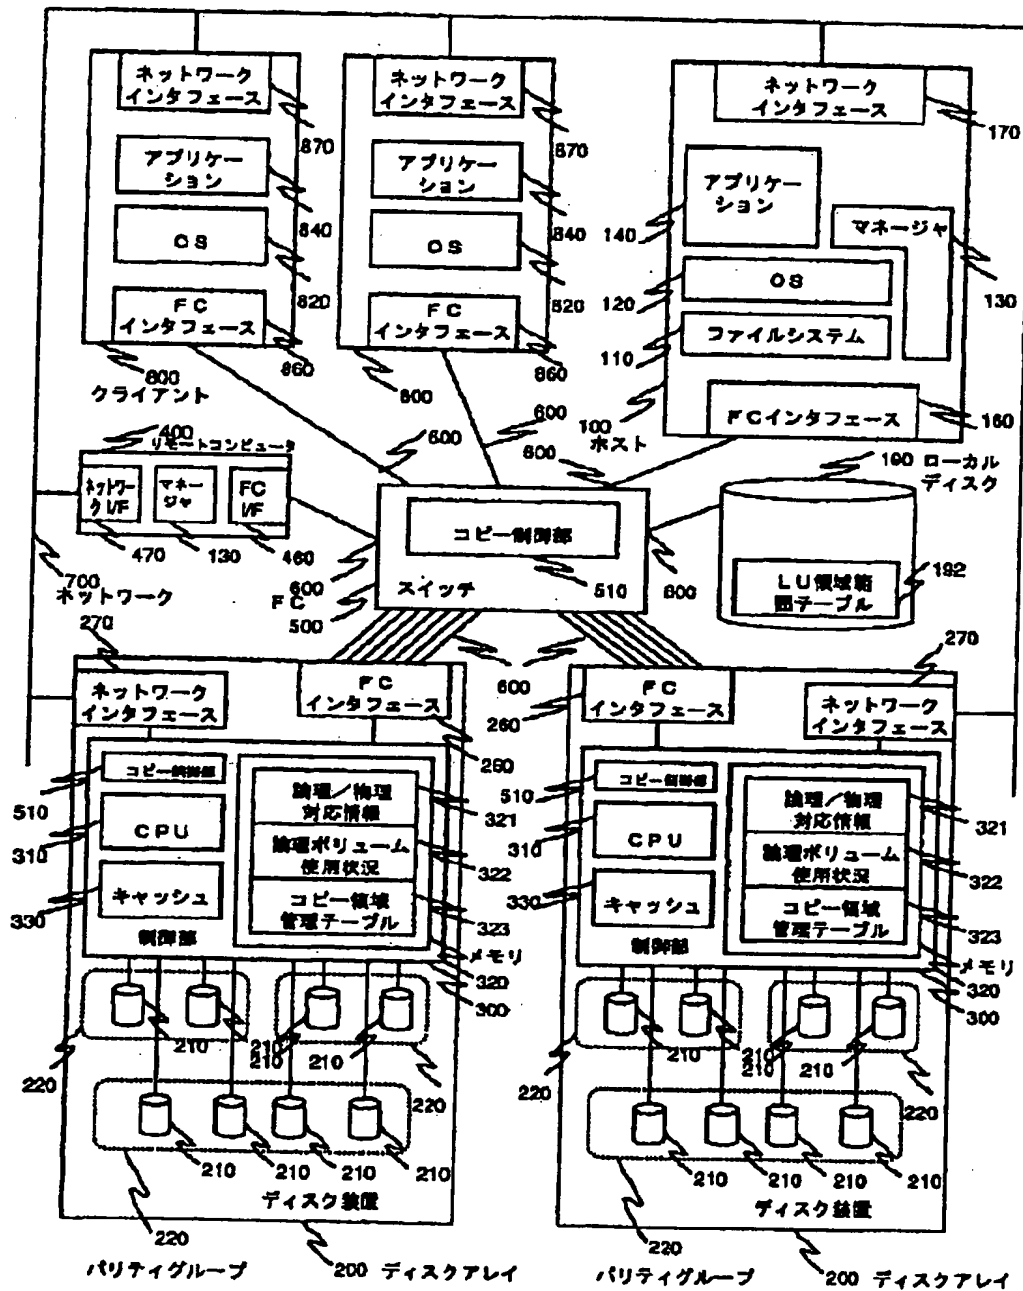 ネットワーク
インタフェース
870
アプリケー
ション
840
OS
820
FC
インタフェース
860
800
クライアント
ネットワーク
インタフェース
870
アプリケー
ション
840
OS
820
FC
インタフェース
860
800
ネットワーク
インタフェース
170
アプリケー
ション
140
マネージャ
130
OS
120
ファイルシステム
110
FCインタフェース
160
100
ホスト
600
600
600
400
リモートコンピュータ
ネットワー
クI/F
マネー
ジャ
FC
I/F
470
130
460
700
ネットワーク
600
FC
500
コピー制御部
510
スイッチ
600
190 ローカル
ディスク
LU領域範
囲テーブル
192
600
270
ネットワーク
インタフェース
FC
インタフェース
260
コピー制御部
510
CPU
310
キャッシュ
330
制御部
論理/物理
対応情報
321
論理ボリューム
使用状況
322
コピー領域
管理テーブル
323
メモリ
320
300
210
210
210
210
210
220
220
220
210
210
210
210
ディスク装置
220
パリティグループ
200 ディスクアレイ
260
FC
インタフェース
270
ネットワーク
インタフェース
コピー制御部
510
CPU
310
キャッシュ
330
制御部
論理/物理
対応情報
321
論理ボリューム
使用状況
322
コピー領域
管理テーブル
323
メモリ
320
300
210
210
210
210
220
220
210
210
210
210
ディスク装置
220
パリティグループ
200 ディスクアレイ